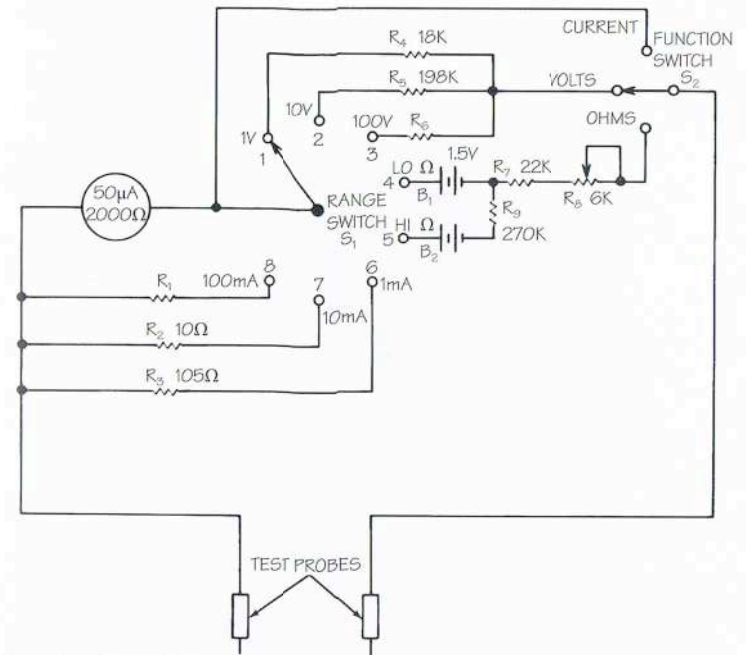 CURRENT
FUNCTION
SWITCH
S₂
R₄ 18K
R₅ 198K
VOLTS
10V
2
100V R₆
3
1V
1
OHMS
1.5V
LO Ω
4
B₁
R₇ 22K
R₈ 6K
50μA
2000Ω
RANGE
SWITCH
S₁
R₉
270K
HI Ω
5
B₂
8
100mA
R₁
7
10mA
6
1mA
R₂ 10Ω
R₃ 105Ω
TEST PROBES